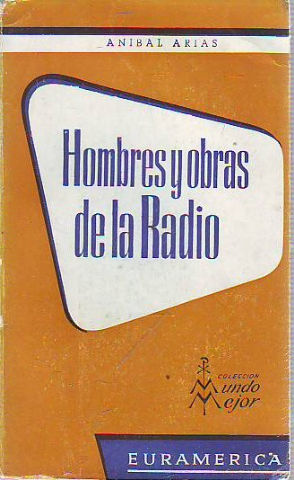 ANIBAL ARIAS
Hombres y obras
de la Radio
COLECCION
Mundo
Mejor
EURAMERICA